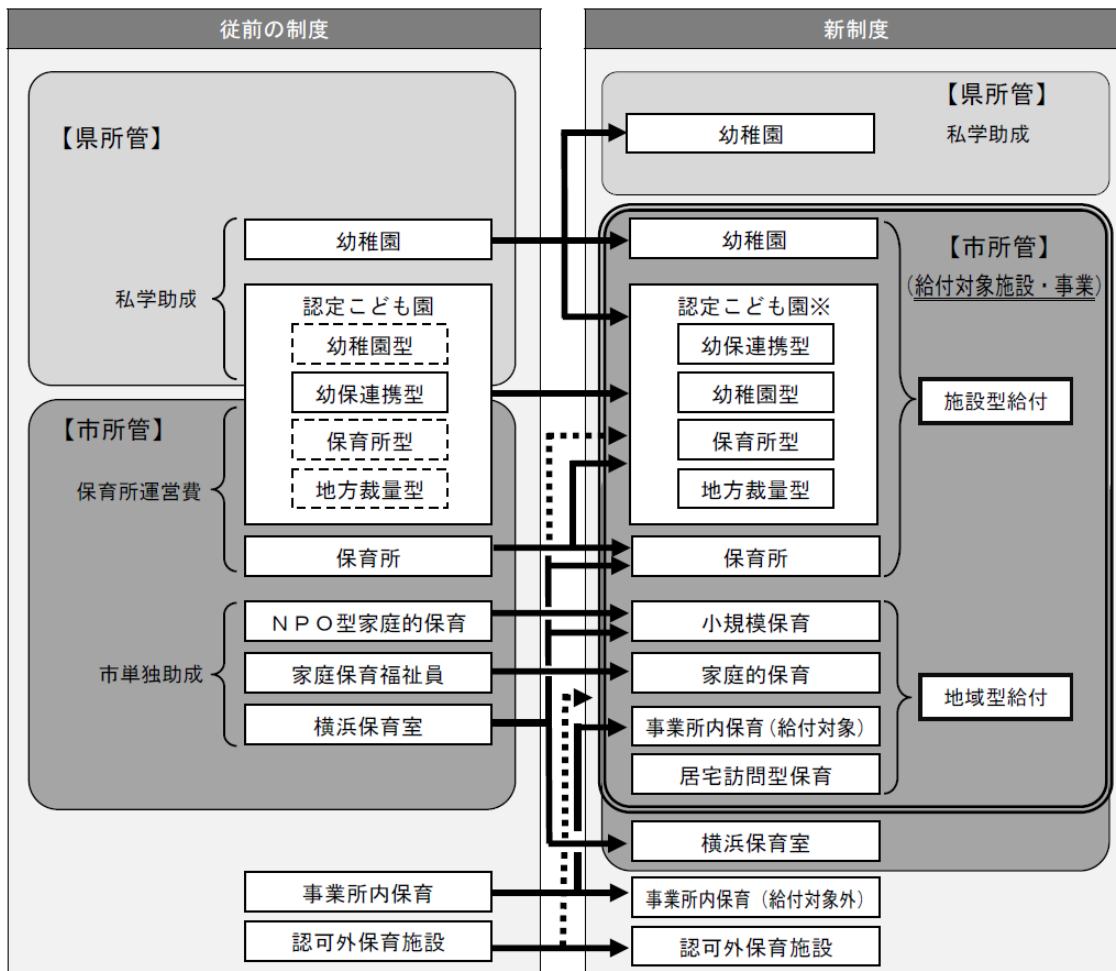 従前の制度
【県所管】
私学助成
幼稚園
認定こども園
幼稚園型
幼保連携型
保育所型
地方裁量型
【市所管】
保育所運営費
保育所
市単独助成
ＮＰＯ型家庭的保育
家庭保育福祉員
横浜保育室
事業所内保育
認可外保育施設
新制度
【県所管】
私学助成
幼稚園
【市所管】
(給付対象施設・事業)
幼稚園
認定こども園※
幼保連携型
幼稚園型
保育所型
地方裁量型
保育所
施設型給付
小規模保育
家庭的保育
事業所内保育(給付対象)
居宅訪問型保育
地域型給付
横浜保育室
事業所内保育（給付対象外）
認可外保育施設